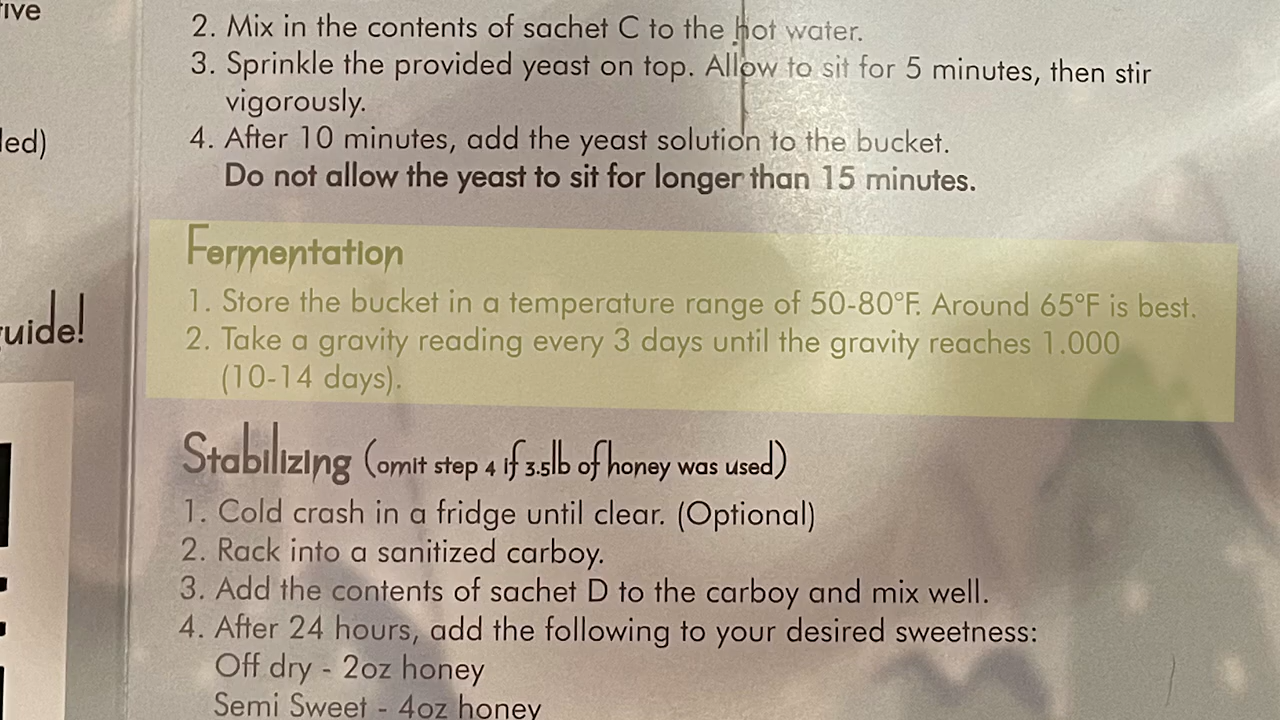 2. Mix in the contents of sachet C to the hot water.
3. Sprinkle the provided yeast on top. Allow to sit for 5 minutes, then stir
vigorously.
4. After 10 minutes, add the yeast solution to the bucket.
Do not allow the yeast to sit for longer than 15 minutes.
Fermentation
1. Store the bucket in a temperature range of 50-80°F. Around 65°F is best.
2. Take a gravity reading every 3 days until the gravity reaches 1.000
(10-14 days).
Stabilizing (omit step 4 if 3.5lb of honey was used)
1. Cold crash in a fridge until clear. (Optional)
2. Rack into a sanitized carboy.
3. Add the contents of sachet D to the carboy and mix well.
4. After 24 hours, add the following to your desired sweetness:
Off dry - 2oz honey
Semi Sweet - 4oz honey